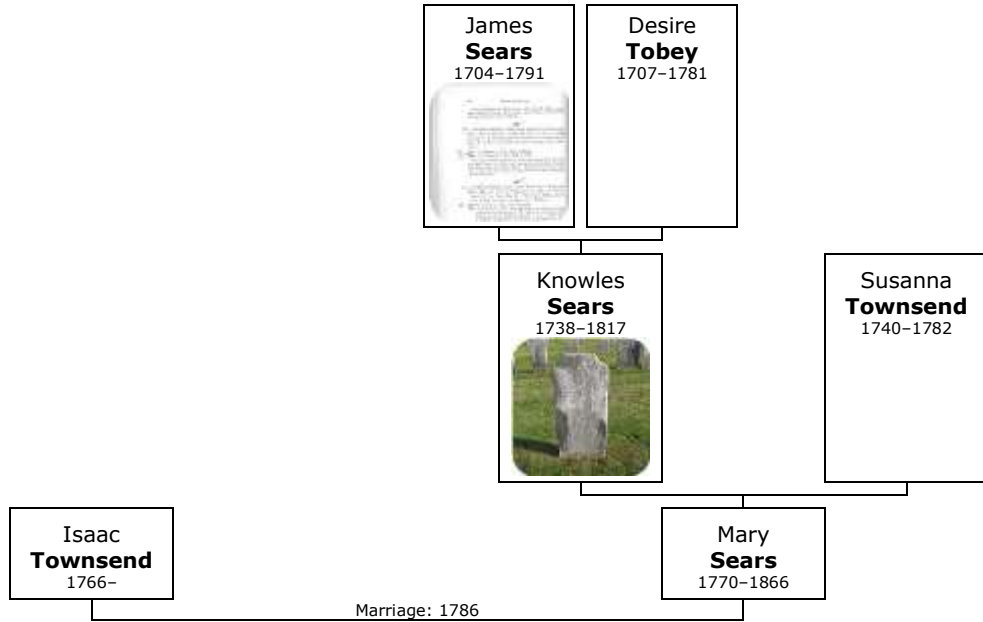 James
Sears
1704–1791
Desire
Tobey
1707–1781
Knowles
Sears
1738–1817
Susanna
Townsend
1740–1782
Isaac
Townsend
1766–
Mary
Sears
1770–1866
Marriage: 1786